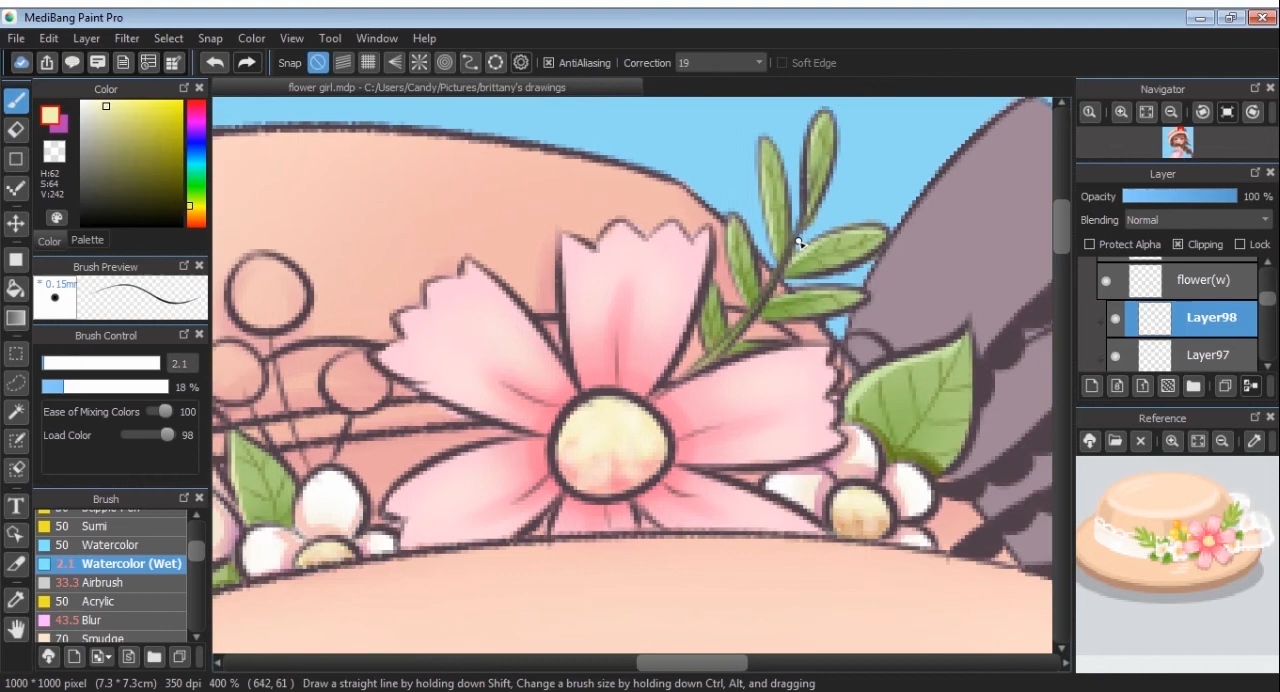 MediBang Paint Pro
File Edit Layer Filter Select Snap Color View Tool Window Help
Snap AntiAliasing Correction 19 Soft Edge
Color
flower girl.mdp - C:/Users/Candy/Pictures/brittany's drawings
Navigator
H:62
S:64
V:242
Color Palette
Brush Preview
* 0.15mm
Brush Control
2.1
18 %
Ease of Mixing Colors 100
Load Color 98
Brush
50 Sumi
50 Watercolor
2.1 Watercolor (Wet)
33.3 Airbrush
50 Acrylic
43.5 Blur
70 Smudge
Layer
Opacity 100 %
Blending Normal
Protect Alpha Clipping Lock
flower(w)
Layer98
Layer97
Reference
1000 * 1000 pixel (7.3 * 7.3cm) 350 dpi 400 % ( 642, 61 ) Draw a straight line by holding down Shift, Change a brush size by holding down Ctrl, Alt, and dragging